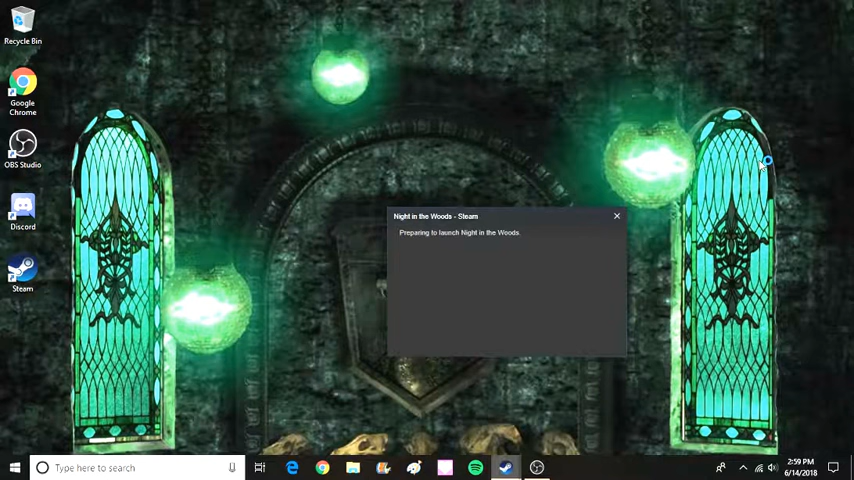 Recycle Bin
Google
Chrome
OBS Studio
Discord
Steam
Night in the Woods - Steam
Preparing to launch Night in the Woods.
Type here to search
2:59 PM
6/14/2018